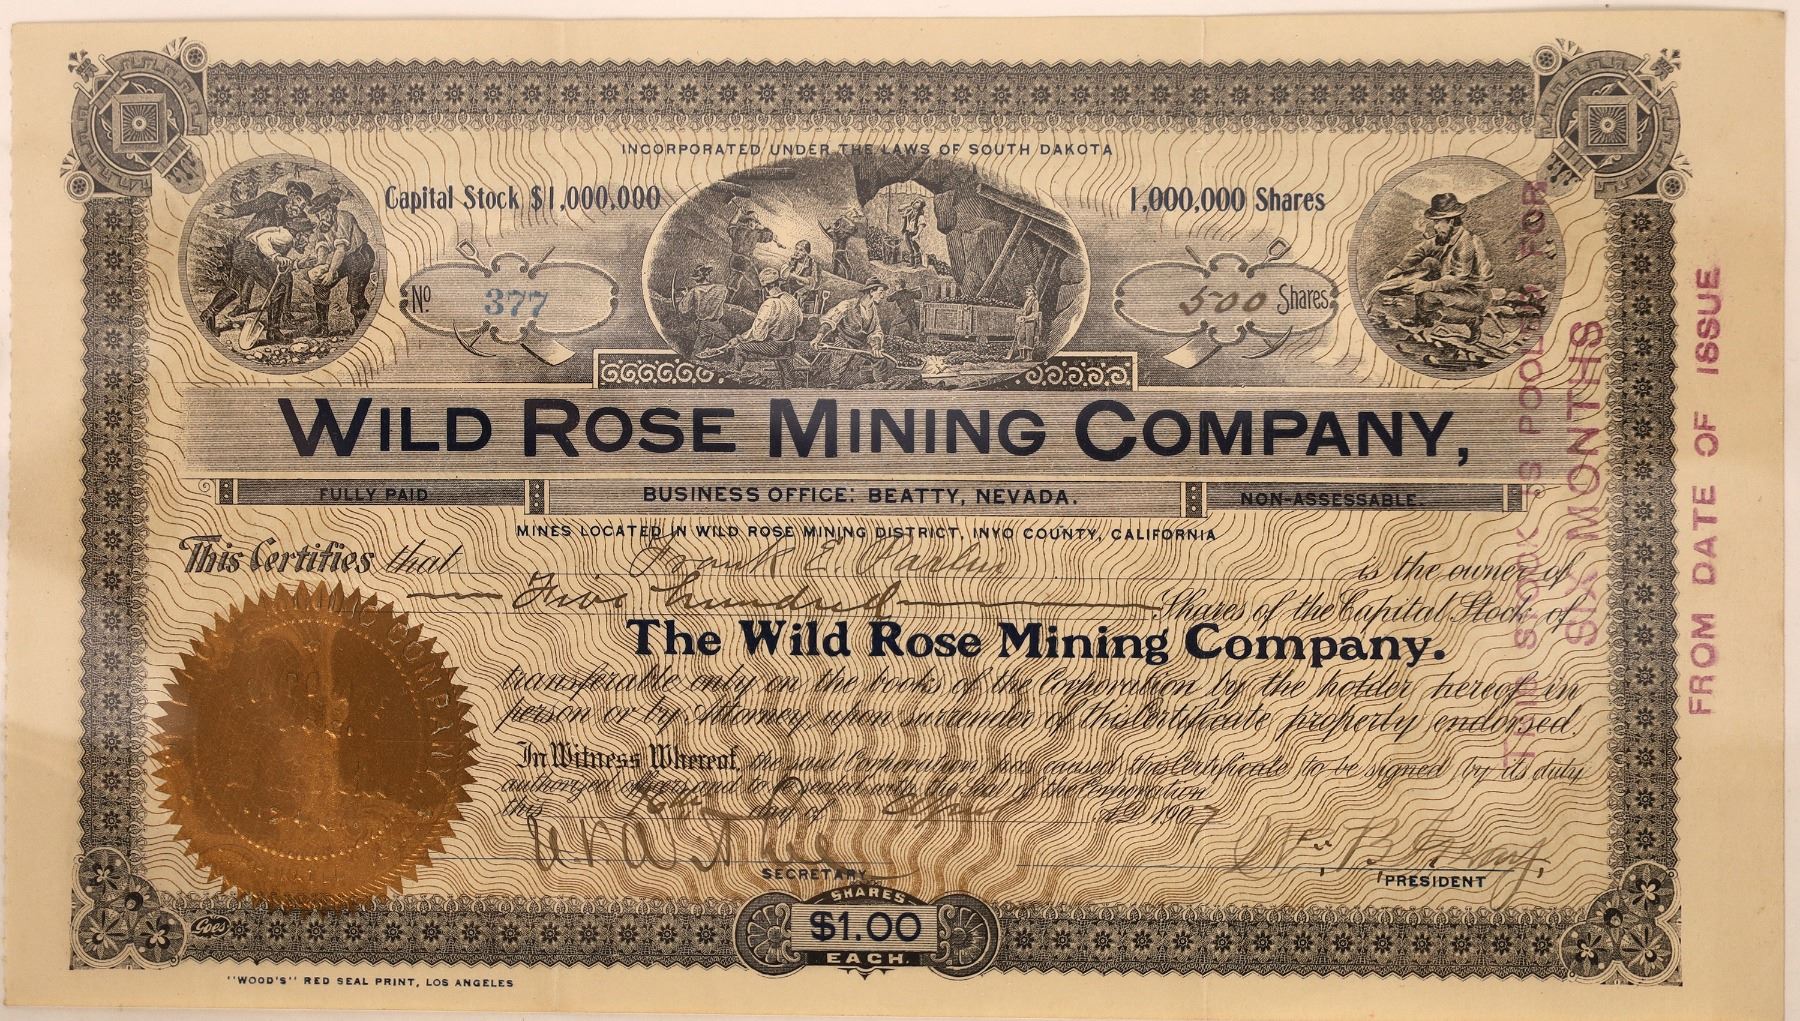 INCORPORATED UNDER THE LAWS OF SOUTH DAKOTA
Capital Stock $1,000,000
1,000,000 Shares
No. 377
500 Shares
WILD ROSE MINING COMPANY,
FULLY PAID
BUSINESS OFFICE: BEATTY, NEVADA.
NON-ASSESSABLE.
MINES LOCATED IN WILD ROSE MINING DISTRICT, INYO COUNTY, CALIFORNIA
This Certifies that Frank E. is the owner of
Five hundred Shares of the Capital Stock of
The Wild Rose Mining Company.
transferable only on the books of the Corporation by the holder hereof in
person or by Attorney, upon surrender of this Certificate properly endorsed.
In Witness Whereof, the said Corporation has caused this Certificate to be signed by its duly
authorized officers and to be sealed with the Seal of the Corporation
this day of April A.D. 1907
SECRETARY
PRESIDENT
SHARES
$1.00
EACH.
Goes
"WOOD'S" RED SEAL PRINT, LOS ANGELES
THIS STOCK IS POOLED FOR
SIX MONTHS
FROM DATE OF ISSUE